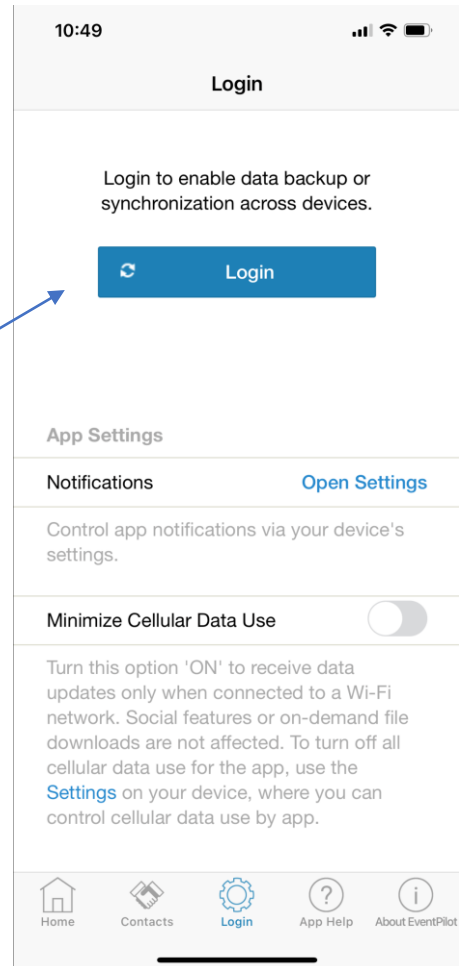 10:49
Login
Login to enable data backup or
synchronization across devices.
Login
App Settings
Notifications Open Settings
Control app notifications via your device's
settings.
Minimize Cellular Data Use
Turn this option 'ON' to receive data
updates only when connected to a Wi-Fi
network. Social features or on-demand file
downloads are not affected. To turn off all
cellular data use for the app, use the
Settings on your device, where you can
control cellular data use by app.
Home Contacts Login App Help About EventPilot